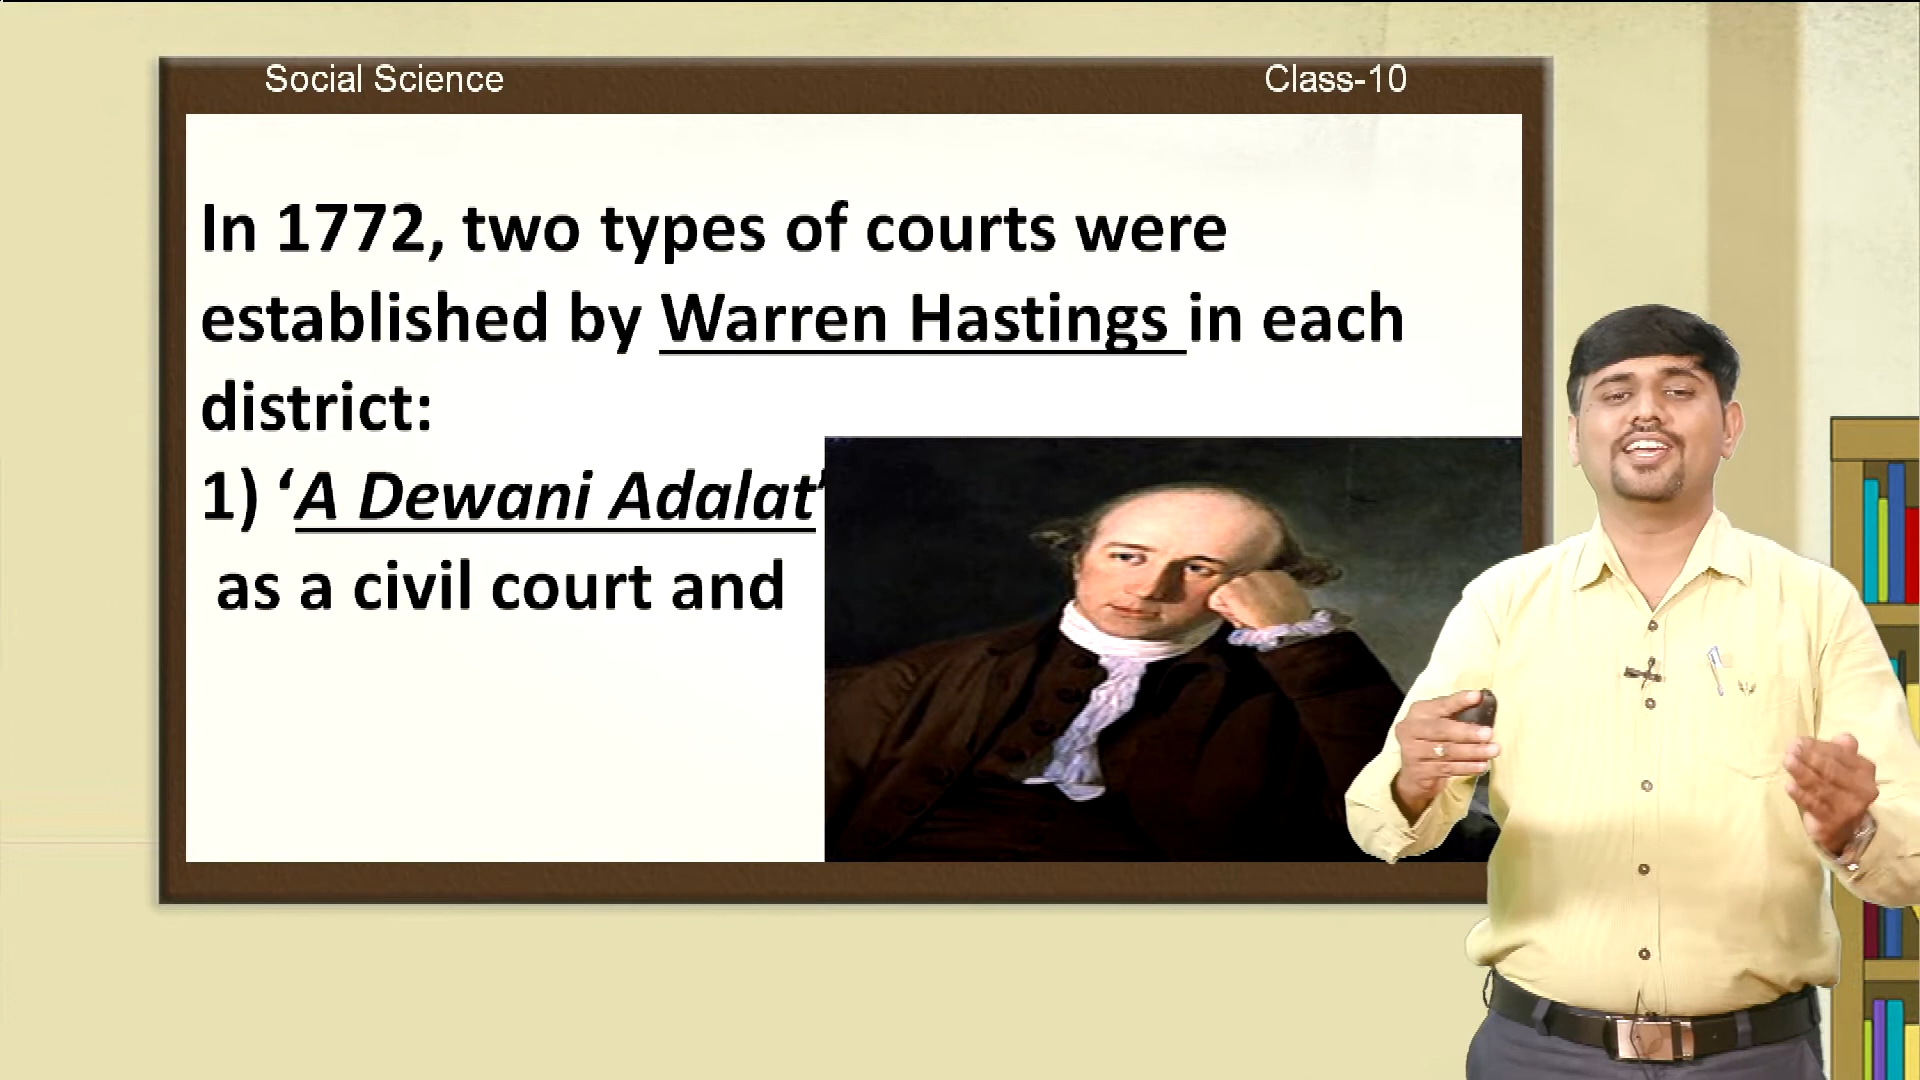 Social Science
Class-10
In 1772, two types of courts were
established by Warren Hastings in each
district:
1) ‘A Dewani Adalat’
as a civil court and